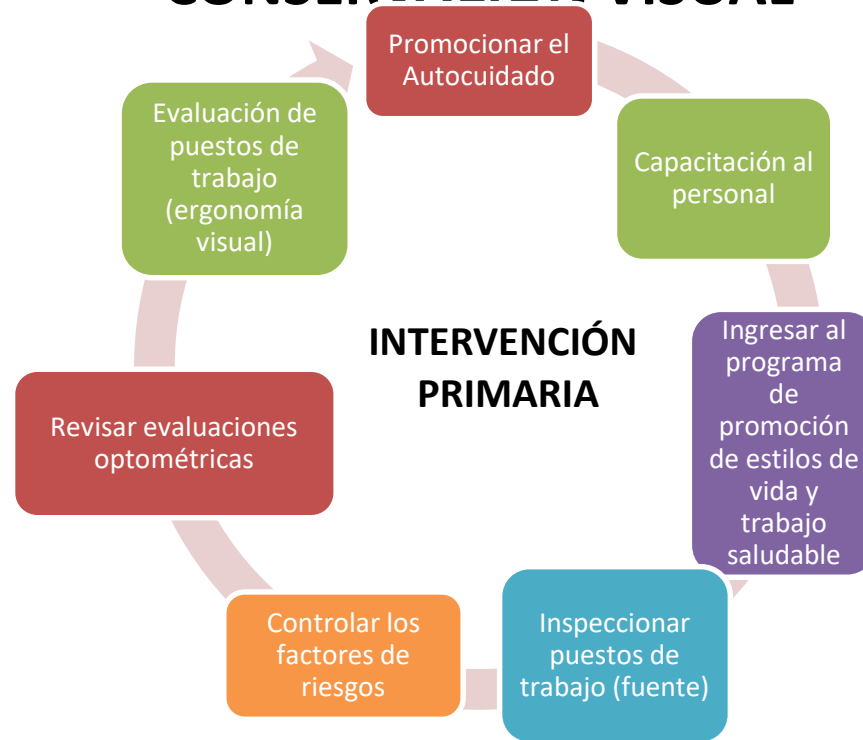 VISUAL
Promocionar el
Autocuidado
Capacitación al
personal
Ingresar al
programa
de
promoción
de estilos de
vida y
trabajo
saludable
Inspeccionar
puestos de
trabajo (fuente)
Controlar los
factores de
riesgos
Revisar evaluaciones
optométricas
Evaluación de
puestos de
trabajo
(ergonomía
visual)
INTERVENCIÓN
PRIMARIA